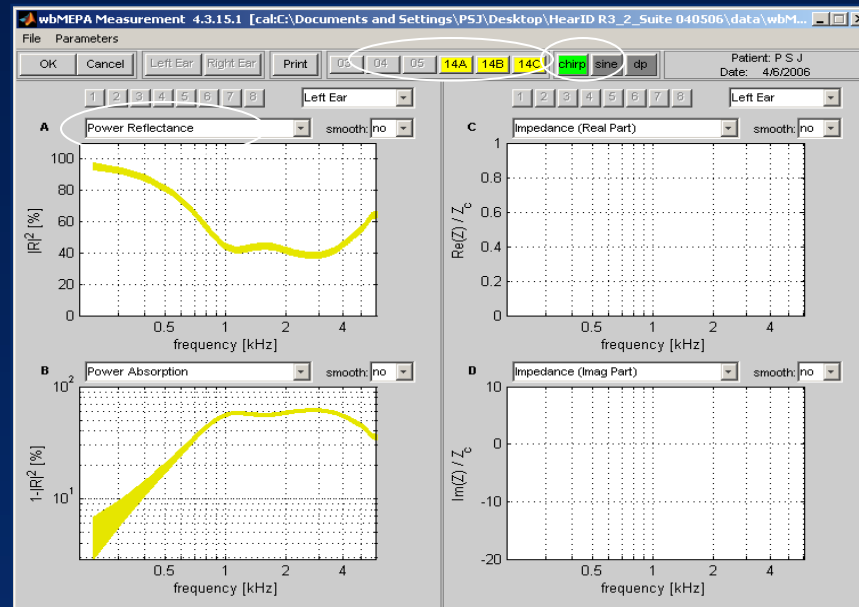 wbMEPA Measurement 4.3.15.1 [cal:C:\Documents and Settings\PSJ\Desktop\HearID R3_2_Suite 040506\data\wbM...
File Parameters
OK Cancel Left Ear Right Ear Print 03 04 05 14A 14B 14C chirp sine dp Patient: P S J
Date: 4/6/2006
1 2 3 4 5 6 7 8 Left Ear
A Power Reflectance smooth: no
100
80
60
40
20
0
|R|² [%]
0.5 1 2 4
frequency [kHz]
B Power Absorption smooth: no
10²
10¹
1-|R|² [%]
0.5 1 2 4
frequency [kHz]
1 2 3 4 5 6 7 8 Left Ear
C Impedance (Real Part) smooth: no
1
0.8
0.6
0.4
0.2
0
Re(Z) / Zc
0.5 1 2 4
frequency [kHz]
D Impedance (Imag Part) smooth: no
10
0
-10
-20
Im(Z) / Zc
0.5 1 2 4
frequency [kHz]